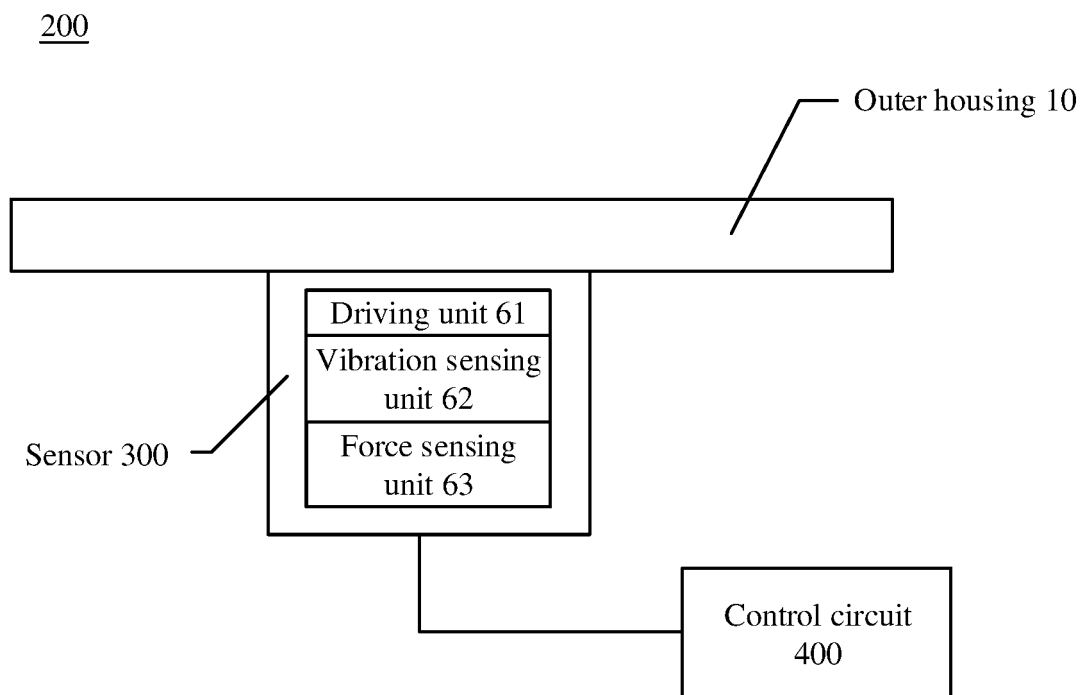 200
Outer housing 10
Driving unit 61
Vibration sensing
unit 62
Force sensing
unit 63
Sensor 300
Control circuit
400